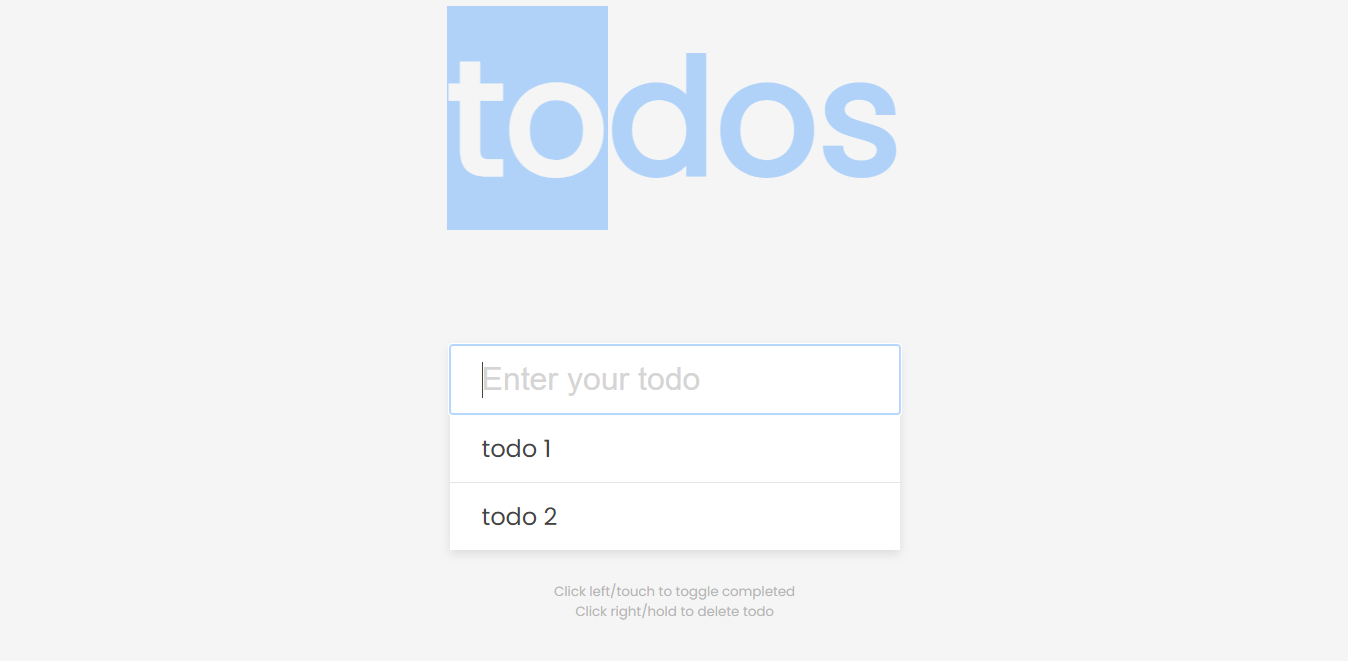 todos
Enter your todo
todo 1
todo 2
Click left/touch to toggle completed
Click right/hold to delete todo